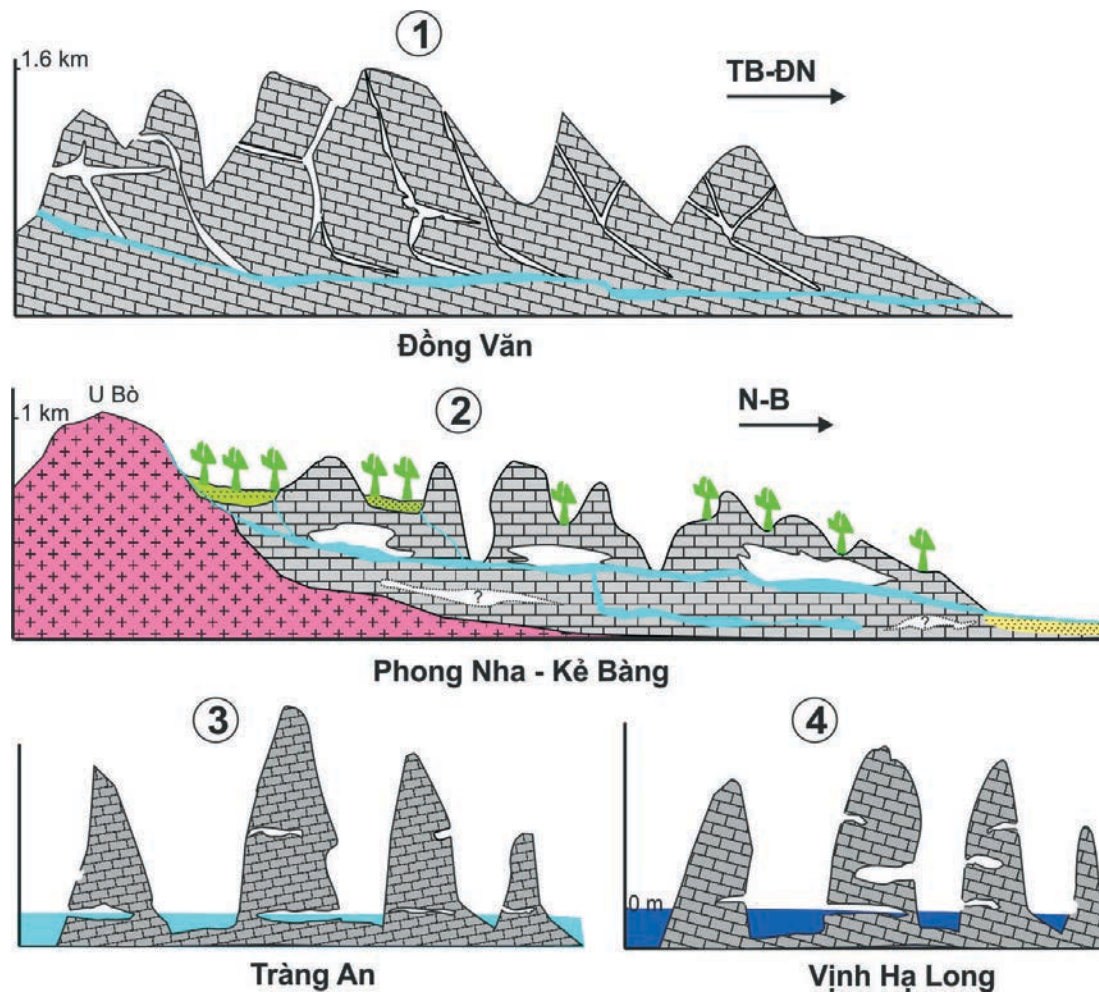 1
1.6 km
TB-ĐN
Đồng Văn
U Bò
2
1 km
N-B
?
?
Phong Nha - Kẻ Bàng
3
4
0 m
Tràng An
Vịnh Hạ Long